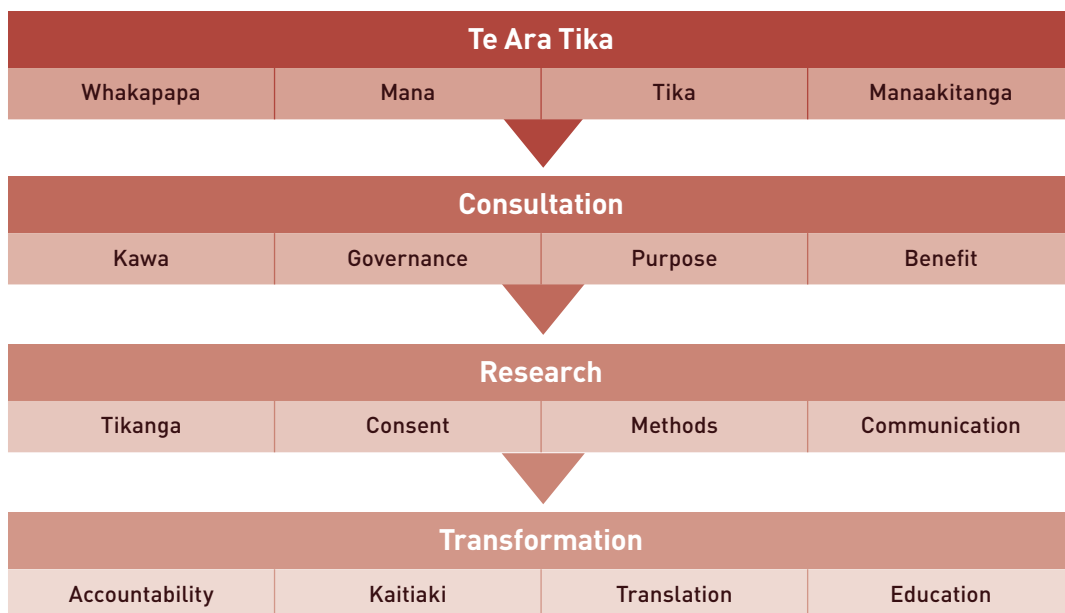 Te Ara Tika
Whakapapa Mana Tika Manaakitanga
Consultation
Kawa Governance Purpose Benefit
Research
Tikanga Consent Methods Communication
Transformation
Accountability Kaitiaki Translation Education